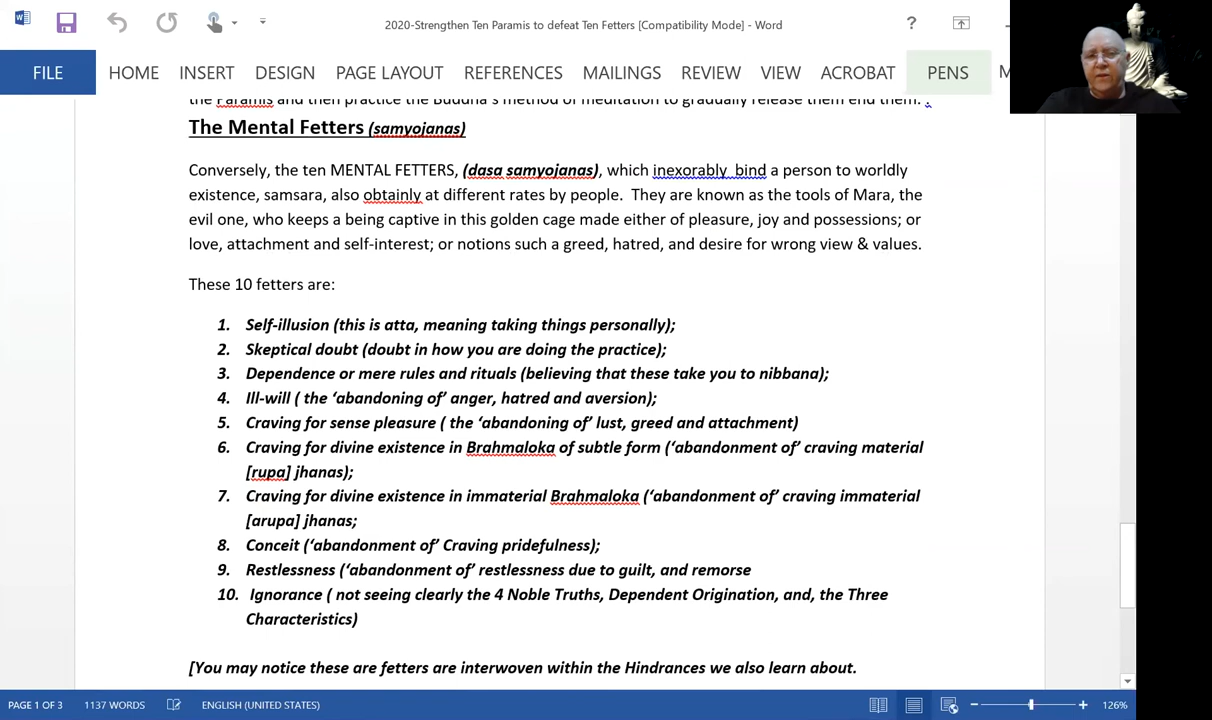 2020-Strengthen Ten Paramis to defeat Ten Fetters [Compatibility Mode] - Word
?
FILE HOME INSERT DESIGN PAGE LAYOUT REFERENCES MAILINGS REVIEW VIEW ACROBAT PENS M
the Paramis and then practice the Buddha's method of meditation to gradually release them end them.
The Mental Fetters (samyojanas)
Conversely, the ten MENTAL FETTERS, (dasa samyojanas), which inexorably bind a person to worldly
existence, samsara, also obtainly at different rates by people. They are known as the tools of Mara, the
evil one, who keeps a being captive in this golden cage made either of pleasure, joy and possessions; or
love, attachment and self-interest; or notions such a greed, hatred, and desire for wrong view & values.
These 10 fetters are:
1. Self-illusion (this is atta, meaning taking things personally);
2. Skeptical doubt (doubt in how you are doing the practice);
3. Dependence or mere rules and rituals (believing that these take you to nibbana);
4. Ill-will ( the ‘abandoning of’ anger, hatred and aversion);
5. Craving for sense pleasure ( the ‘abandoning of’ lust, greed and attachment)
6. Craving for divine existence in Brahmaloka of subtle form (‘abandonment of’ craving material
[rupa] jhanas);
7. Craving for divine existence in immaterial Brahmaloka (‘abandonment of’ craving immaterial
[arupa] jhanas;
8. Conceit (‘abandonment of’ Craving pridefulness);
9. Restlessness (‘abandonment of’ restlessness due to guilt, and remorse
10. Ignorance ( not seeing clearly the 4 Noble Truths, Dependent Origination, and, the Three
Characteristics)
[You may notice these are fetters are interwoven within the Hindrances we also learn about.
PAGE 1 OF 3 1137 WORDS ENGLISH (UNITED STATES) 126%